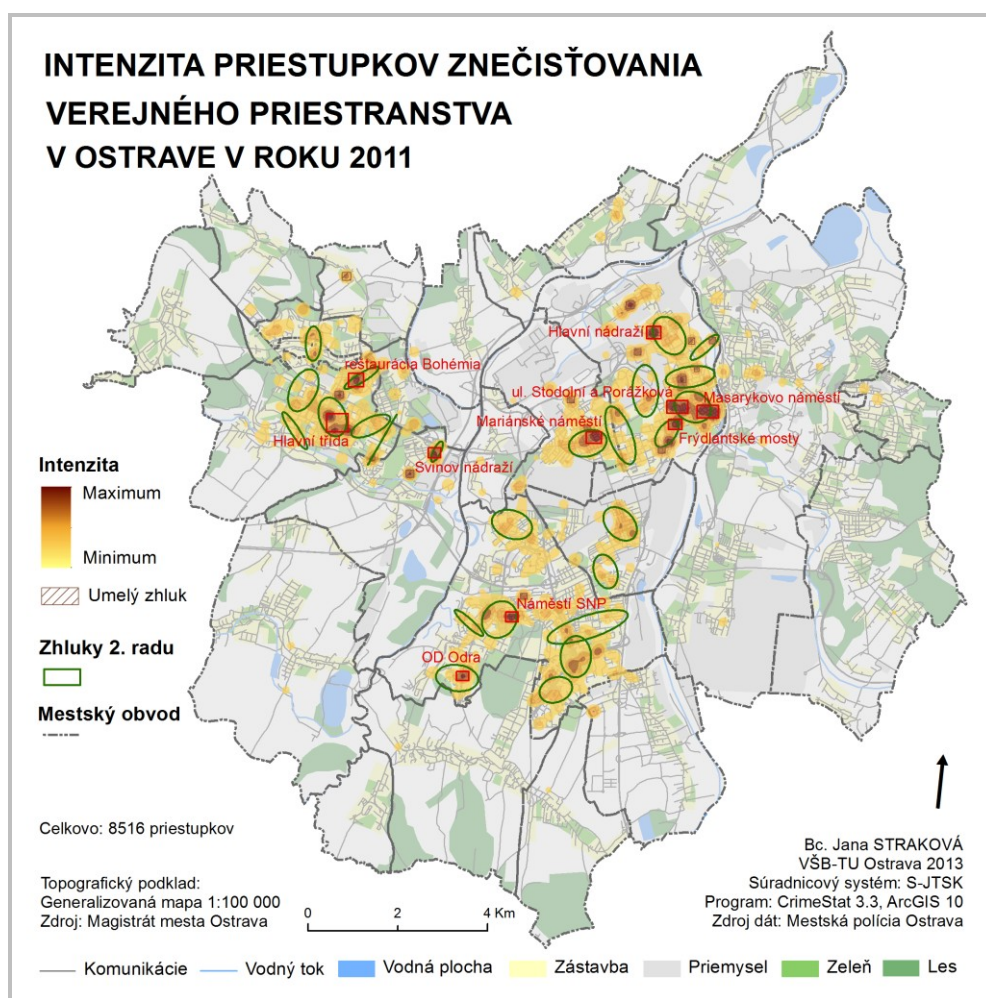 INTENZITA PRIESTUPKOV ZNEČISŤOVANIA
VEREJNÉHO PRIESTRANSTVA
V OSTRAVE V ROKU 2011
Hlavní nádraží
restaurácia Bohémia
ul. Stodolní a Porážkova
Masarykovo náměstí
Mariánské náměstí
Hlavní třída
Frýdlantské mosty
Svinov nádraží
Náměstí SNP
OD Odra
Intenzita
Maximum
Minimum
Umelý zhluk
Zhluky 2. radu
Mestský obvod
Celkovo: 8516 priestupkov
Topografický podklad:
Generalizovaná mapa 1:100 000
Zdroj: Magistrát mesta Ostrava
0 2 4 Km
Bc. Jana STRAKOVÁ
VŠB-TU Ostrava 2013
Súradnicový systém: S-JTSK
Program: CrimeStat 3.3, ArcGIS 10
Zdroj dát: Mestská polícia Ostrava
Komunikácie Vodný tok Vodná plocha Zástavba Priemysel Zeleň Les